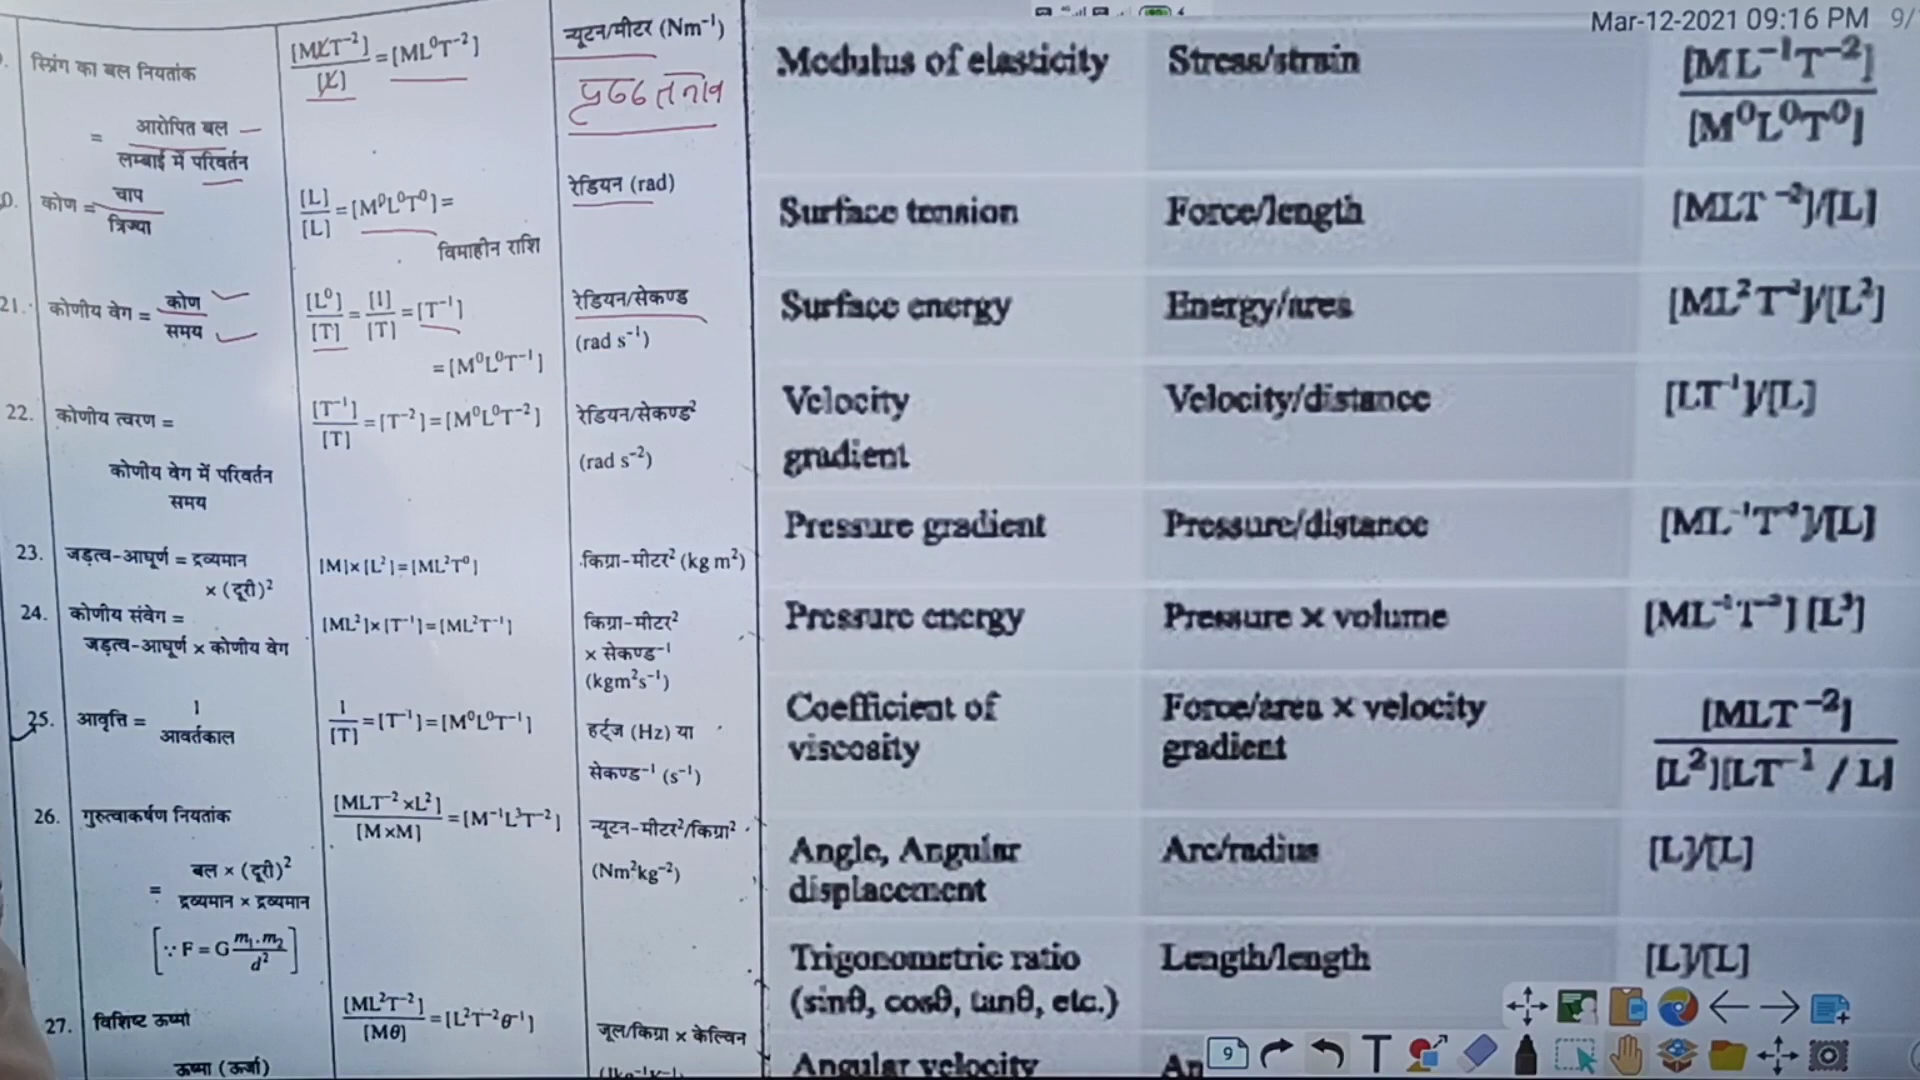 Mar-12-2021 09:16 PM 9/
स्प्रिंग का बल नियतांक [MLT⁻²]/[L] = [ML⁰T⁻²] न्यूटन/मीटर (Nm⁻¹)
= आरोपित बल / लम्बाई में परिवर्तन
पृष्ठ तनाव
0. कोण = चाप / त्रिज्या [L]/[L] = [M⁰L⁰T⁰] = रेडियन (rad)
विमाहीन राशि
21. कोणीय वेग = कोण / समय [L⁰]/[T] = [1]/[T] = [T⁻¹] रेडियन/सेकण्ड
= [M⁰L⁰T⁻¹] (rad s⁻¹)
22. कोणीय त्वरण = [T⁻¹]/[T] = [T⁻²] = [M⁰L⁰T⁻²] रेडियन/सेकण्ड²
कोणीय वेग में परिवर्तन (rad s⁻²)
समय
23. जड़त्व-आघूर्ण = द्रव्यमान [M]×[L²]=[ML²T⁰] किग्रा-मीटर² (kg m²)
× (दूरी)²
24. कोणीय संवेग = [ML²]×[T⁻¹]=[ML²T⁻¹] किग्रा-मीटर²
जड़त्व-आघूर्ण × कोणीय वेग × सेकण्ड⁻¹
(kgm²s⁻¹)
25. आवृत्ति = 1 / आवर्तकाल 1/[T] = [T⁻¹] = [M⁰L⁰T⁻¹] हर्ट्ज (Hz) या
सेकण्ड⁻¹ (s⁻¹)
26. गुरुत्वाकर्षण नियतांक [MLT⁻² ×L²]/[M×M] = [M⁻¹L³T⁻²] न्यूटन-मीटर²/किग्रा²
= बल × (दूरी)² / द्रव्यमान × द्रव्यमान (Nm²kg⁻²)
[∵ F = G m₁.m₂/d²]
27. विशिष्ट ऊष्मा [ML²T⁻²]/[Mθ] = [L²T⁻²θ⁻¹] जूल/किग्रा × केल्विन
ऊष्मा (ऊर्जा)
Modulus of elasticity Stress/strain [ML⁻¹T⁻²]/[M⁰L⁰T⁰]
Surface tension Force/length [MLT⁻²]/[L]
Surface energy Energy/area [ML²T⁻²]/[L²]
Velocity Velocity/distance [LT⁻¹]/[L]
gradient
Pressure gradient Pressure/distance [ML⁻¹T⁻²]/[L]
Pressure energy Pressure × volume [ML⁻¹T⁻²] [L³]
Coefficient of Force/area × velocity [MLT⁻²]
viscosity gradient [L²][LT⁻¹ / L]
Angle, Angular Arc/radius [L]/[L]
displacement
Trigonometric ratio Length/length [L]/[L]
(sinθ, cosθ, tanθ, etc.)
Angular velocity An
9
T